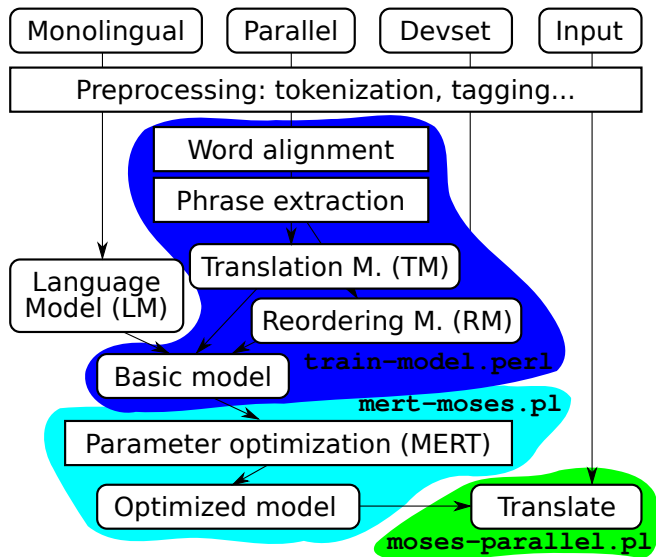 Monolingual
Parallel
Devset
Input
Preprocessing: tokenization, tagging...
Word alignment
Phrase extraction
Translation M. (TM)
Language
Model (LM)
Reordering M. (RM)
train-model.perl
Basic model
mert-moses.pl
Parameter optimization (MERT)
Optimized model
Translate
moses-parallel.pl